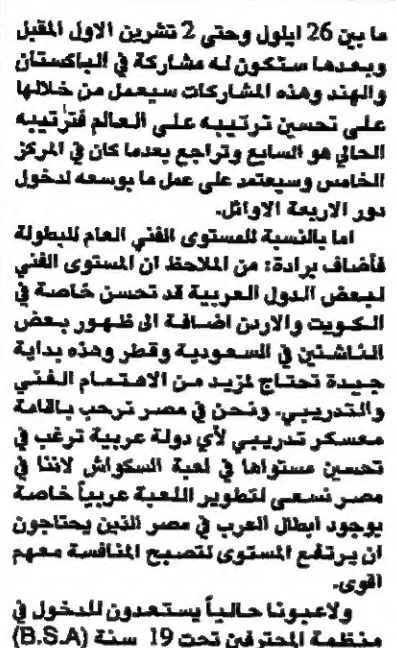 ما بين 26 ايلول وحتى 2 تشرين الاول المقبل
وبعدها ستكون له مشاركة في الباكستان
والهند وهذه المشاركات سيعمل من خلالها
على تحسين ترتيبه على العالم فترتيبه
الحالي هو السابع وتراجع بعدما كان في المركز
الخامس وسيعتمد على عمل ما بوسعه لدخول
دور الاربعة الاوائل.
اما بالنسبة للمستوى الفني العام للبطولة
فأضاف برادة: من الملاحظ ان المستوى الفني
لبعض الدول العربية قد تحسن خاصة في
الكويت والاردن اضافة الى ظهور بعض
الناشئين في السعودية وقطر وهذه بداية
جيدة تحتاج لمزيد من الاهتمام الفني
والتدريبي. ونحن في مصر نرحب باقامة
معسكر تدريبي لأي دولة عربية ترغب في
تحسين مستواها في لعبة السكواش لاننا في
مصر نسعى لتطوير اللعبة عربياً خاصة
بوجود ابطال العرب في مصر الذين يحتاجون
ان يرتفع المستوى لتصبح المنافسة معهم
اقوى.
ولاعبونا حالياً يستعدون للدخول في
منظمة المحترفين تحت 19 سنة (B.S.A)